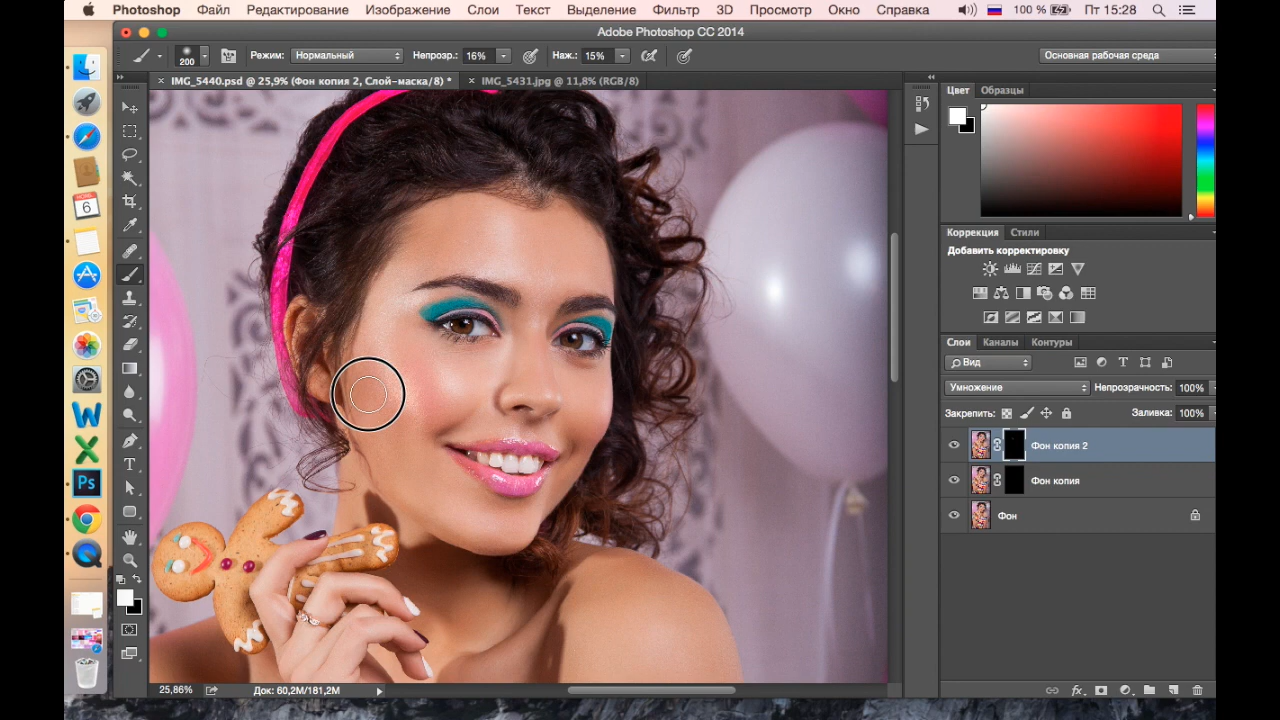 Photoshop Файл Редактирование Изображение Слои Текст Выделение Фильтр 3D Просмотр Окно Справка 100 % Пт 15:28
Adobe Photoshop CC 2014
200 Режим: Нормальный Непрозр.: 16% Наж.: 15% Основная рабочая среда
× IMG_5440.psd @ 25,9% (Фон копия 2, Слой-маска/8) * × IMG_5431.jpg @ 11,8% (RGB/8)
Цвет Образцы
6
Коррекция Стили
Добавить корректировку
Слои Каналы Контуры
Вид
Умножение Непрозрачность: 100%
Закрепить: Заливка: 100%
Фон копия 2
Фон копия
Фон
W
X
Ps
T
25,86% Док: 60,2M/181,2M
fx